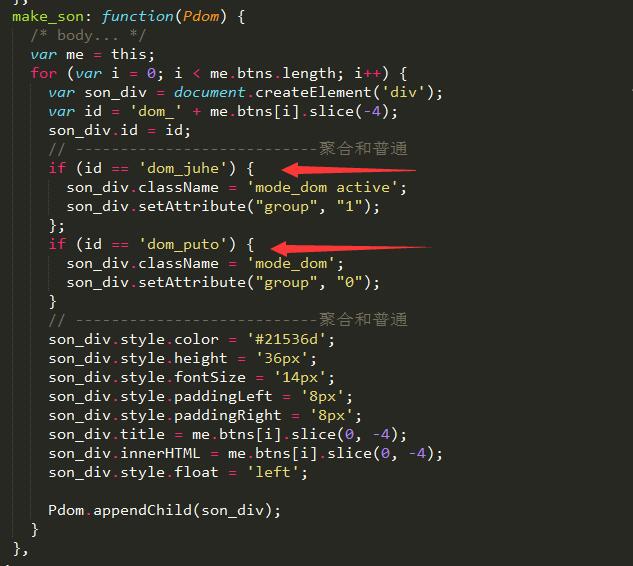 make_son: function(Pdom) {
/* body... */
var me = this;
for (var i = 0; i < me.btns.length; i++) {
var son_div = document.createElement('div');
var id = 'dom_' + me.btns[i].slice(-4);
son_div.id = id;
// ---------------------------聚合和普通
if (id == 'dom_juhe') {
son_div.className = 'mode_dom active';
son_div.setAttribute("group", "1");
};
if (id == 'dom_puto') {
son_div.className = 'mode_dom';
son_div.setAttribute("group", "0");
}
// ---------------------------聚合和普通
son_div.style.color = '#21536d';
son_div.style.height = '36px';
son_div.style.fontSize = '14px';
son_div.style.paddingLeft = '8px';
son_div.style.paddingRight = '8px';
son_div.title = me.btns[i].slice(0, -4);
son_div.innerHTML = me.btns[i].slice(0, -4);
son_div.style.float = 'left';
Pdom.appendChild(son_div);
}
},